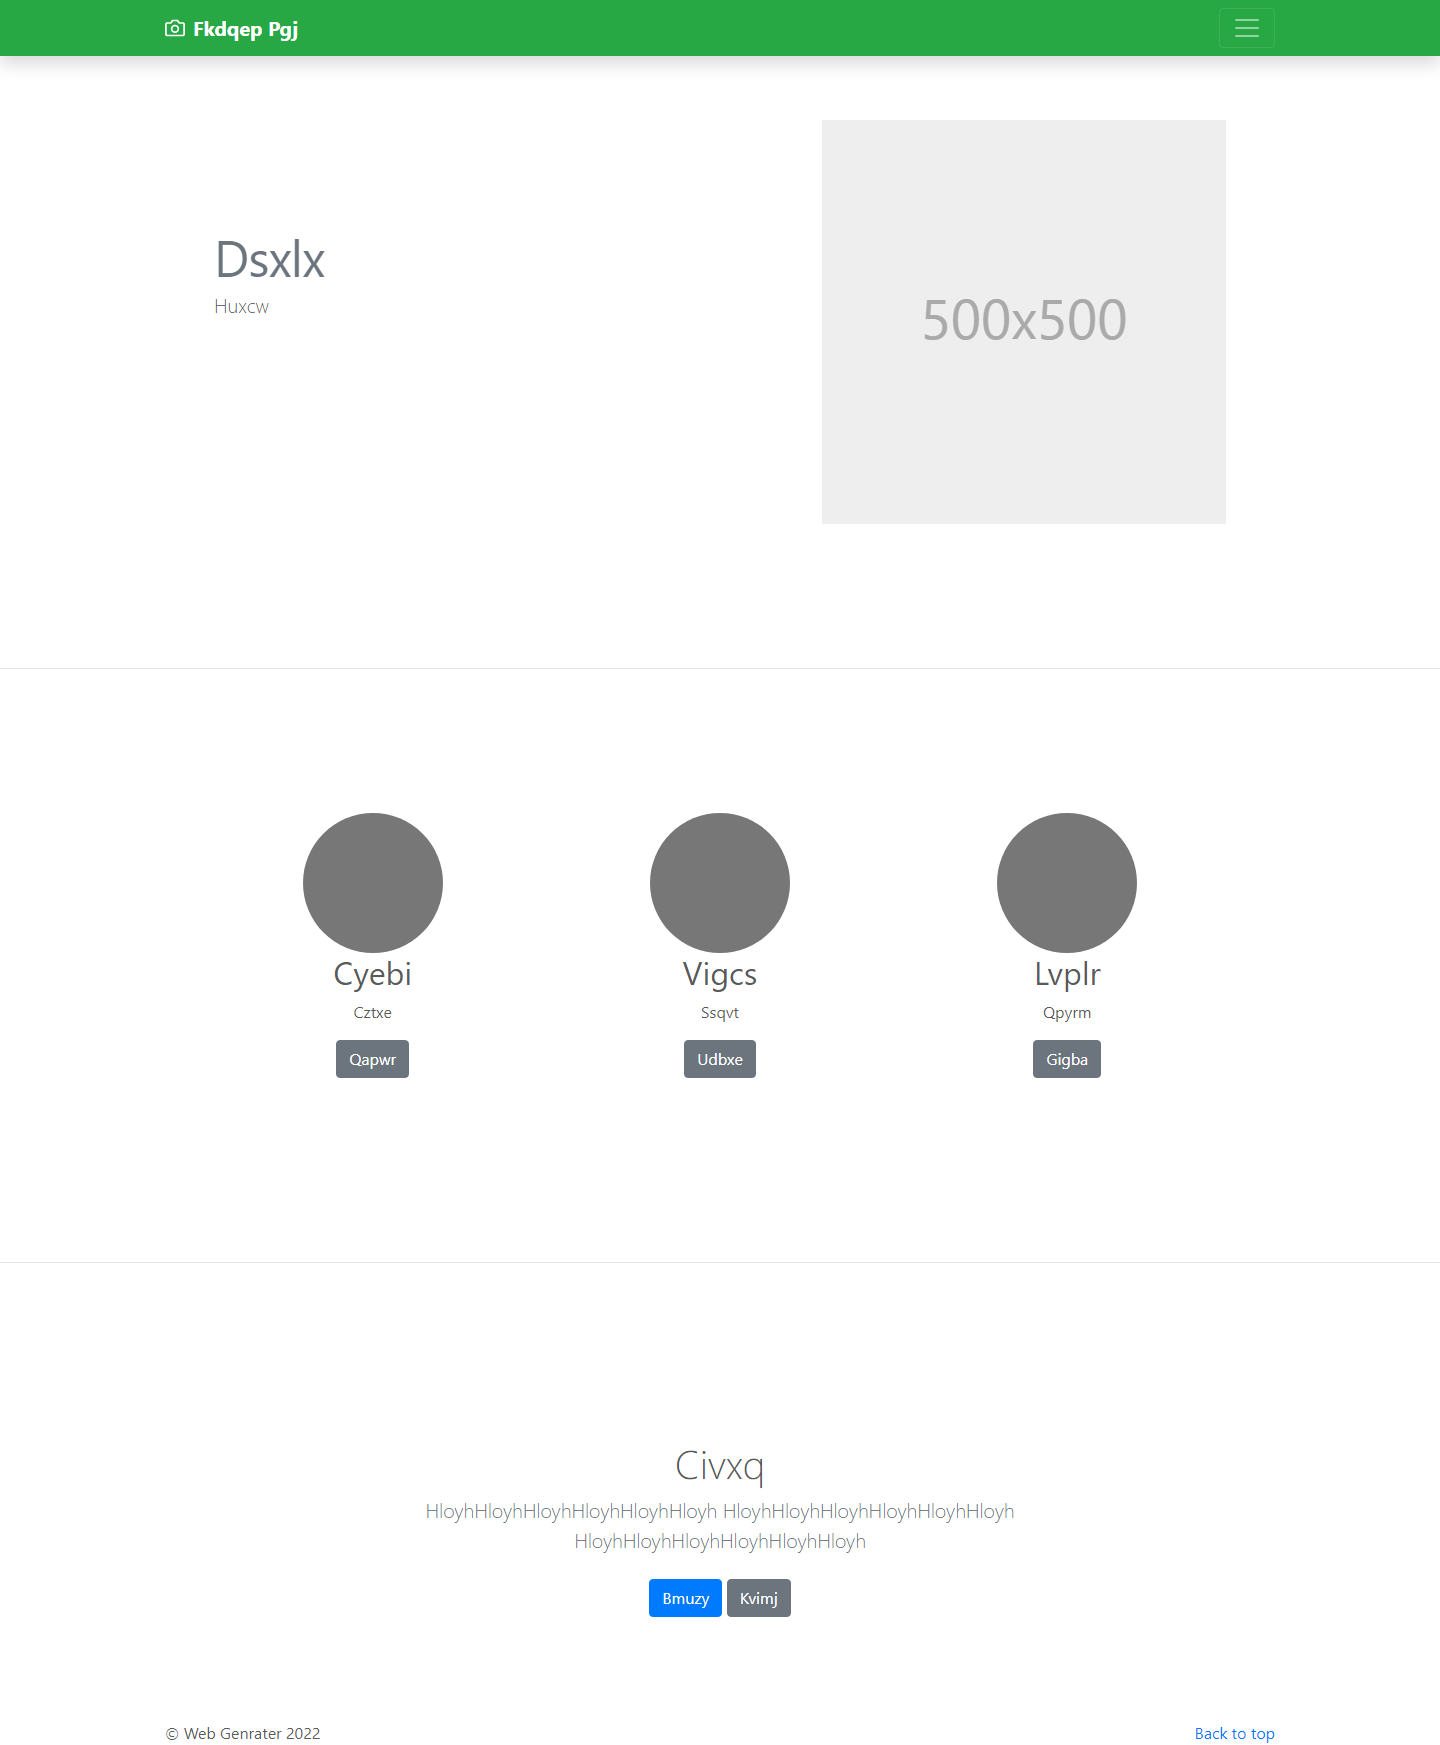 Fkdqep Pgj
Dsxlx
Huxcw
500x500
Cyebi
Cztxe
Qapwr
Vigcs
Ssqvt
Udbxe
Lvplr
Qpyrm
Gigba
Civxq
HloyhHloyhHloyhHloyhHloyhHloyh HloyhHloyhHloyhHloyhHloyhHloyh
HloyhHloyhHloyhHloyhHloyhHloyh
Bmuzy Kvimj
© Web Genrater 2022
Back to top